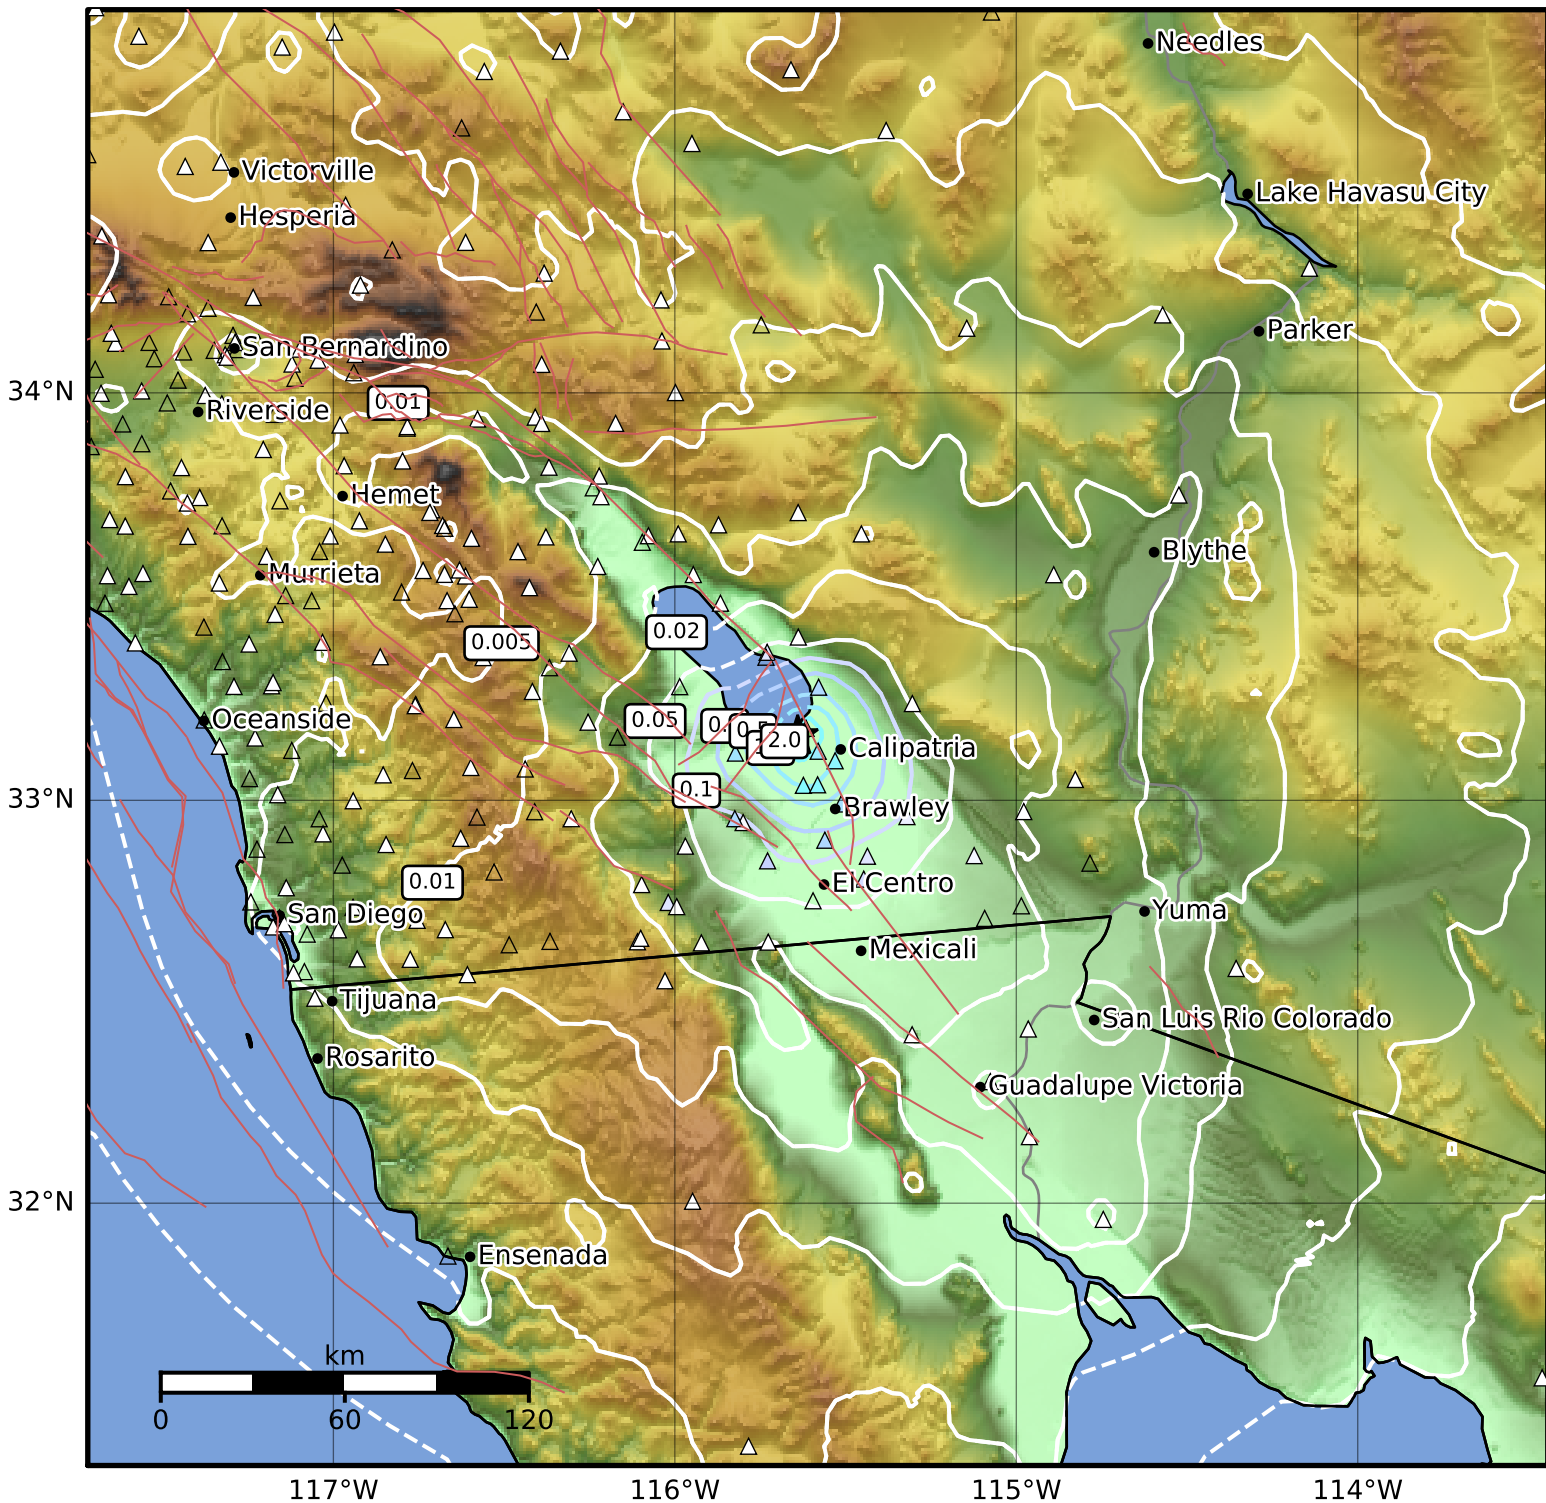 Needles
Victorville
Lake Havasu City
Hesperia
Parker
San Bernardino
34°N
0.01
Riverside
Hemet
Blythe
Murrieta
0.02
0.005
Oceanside
0.05
2.0
Calipatria
0.1
33°N
Brawley
0.01
El Centro
San Diego
Yuma
Mexicali
Tijuana
San Luis Rio Colorado
Rosarito
Guadalupe Victoria
32°N
Ensenada
km
0 60 120
117°W 116°W 115°W 114°W